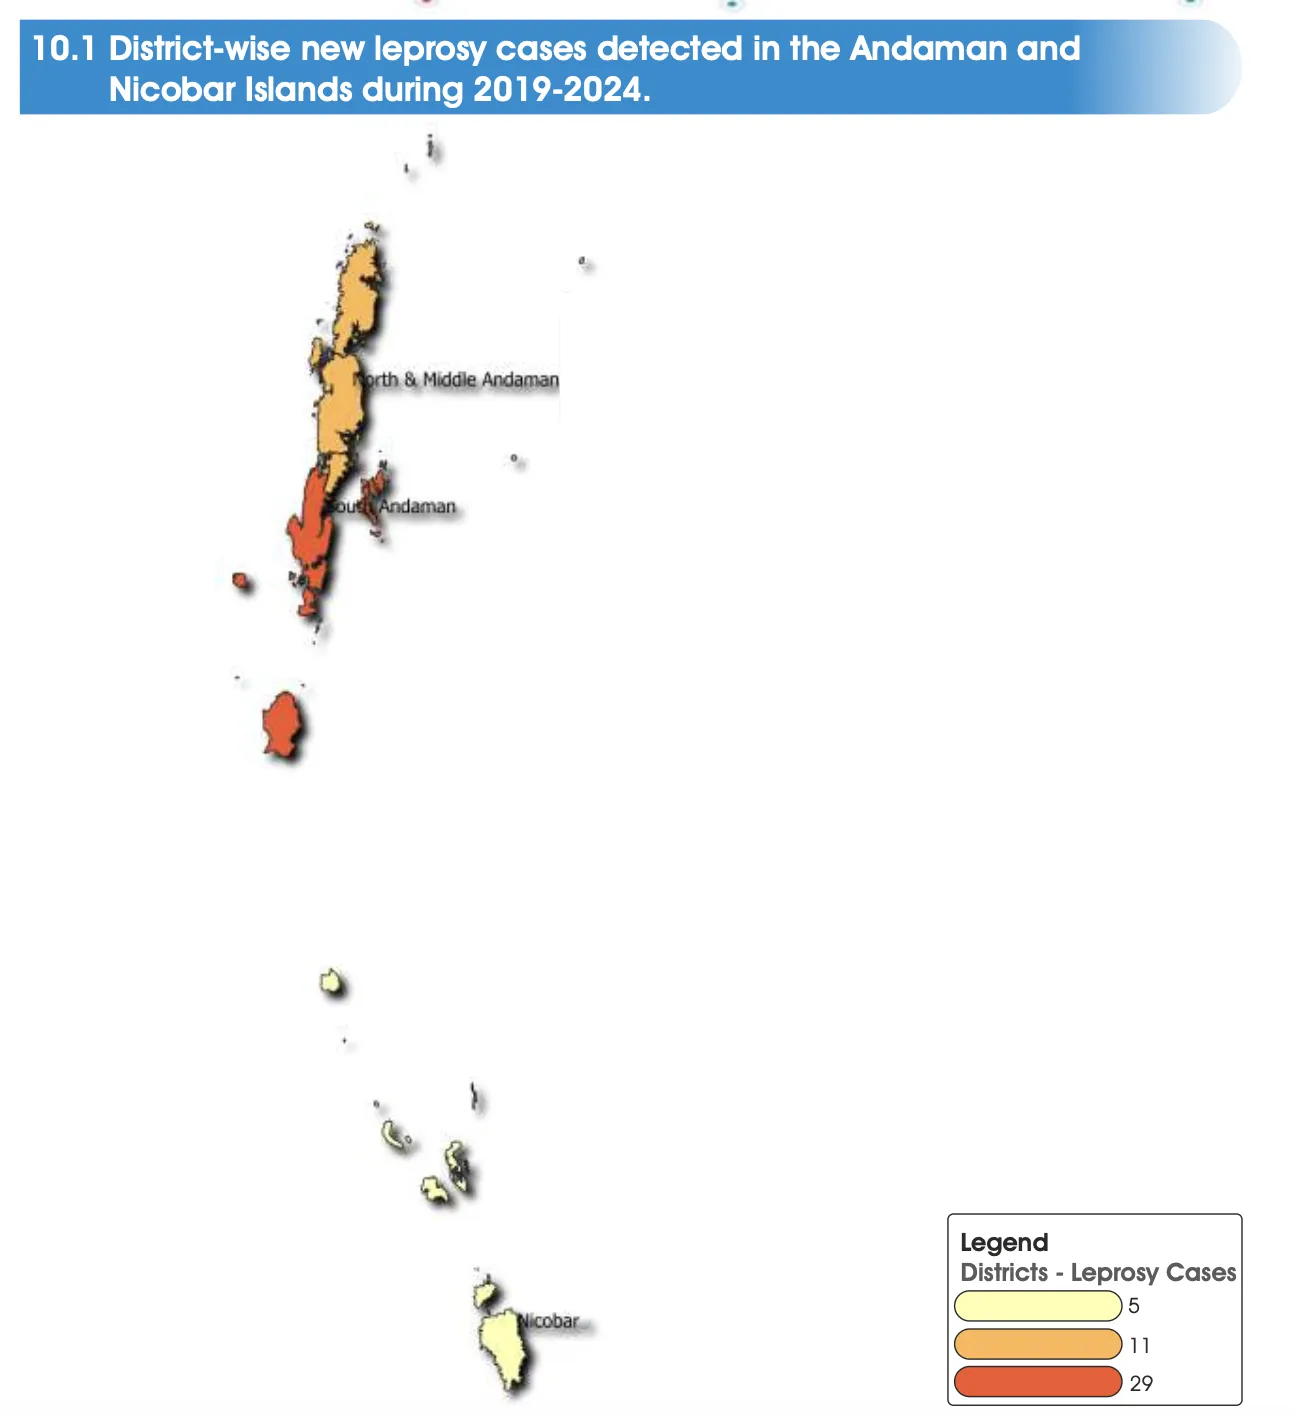 10.1 District-wise new leprosy cases detected in the Andaman and
Nicobar Islands during 2019-2024.
North & Middle Andaman
South Andaman
Nicobar
Legend
Districts - Leprosy Cases
5
11
29